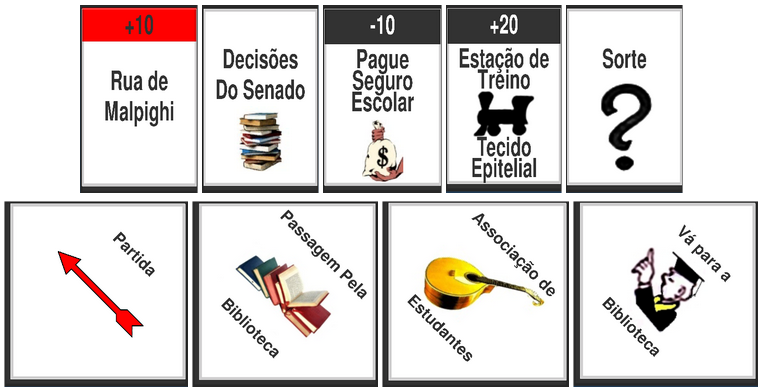 +10
Rua de
Malpighi
Decisões
Do Senado
-10
Pague
Seguro
Escolar
$
+20
Estação de
Treino
Tecido
Epitelial
Sorte
?
Partida
Passagem Pela
Biblioteca
Associação de
Estudantes
Vá para a
Biblioteca